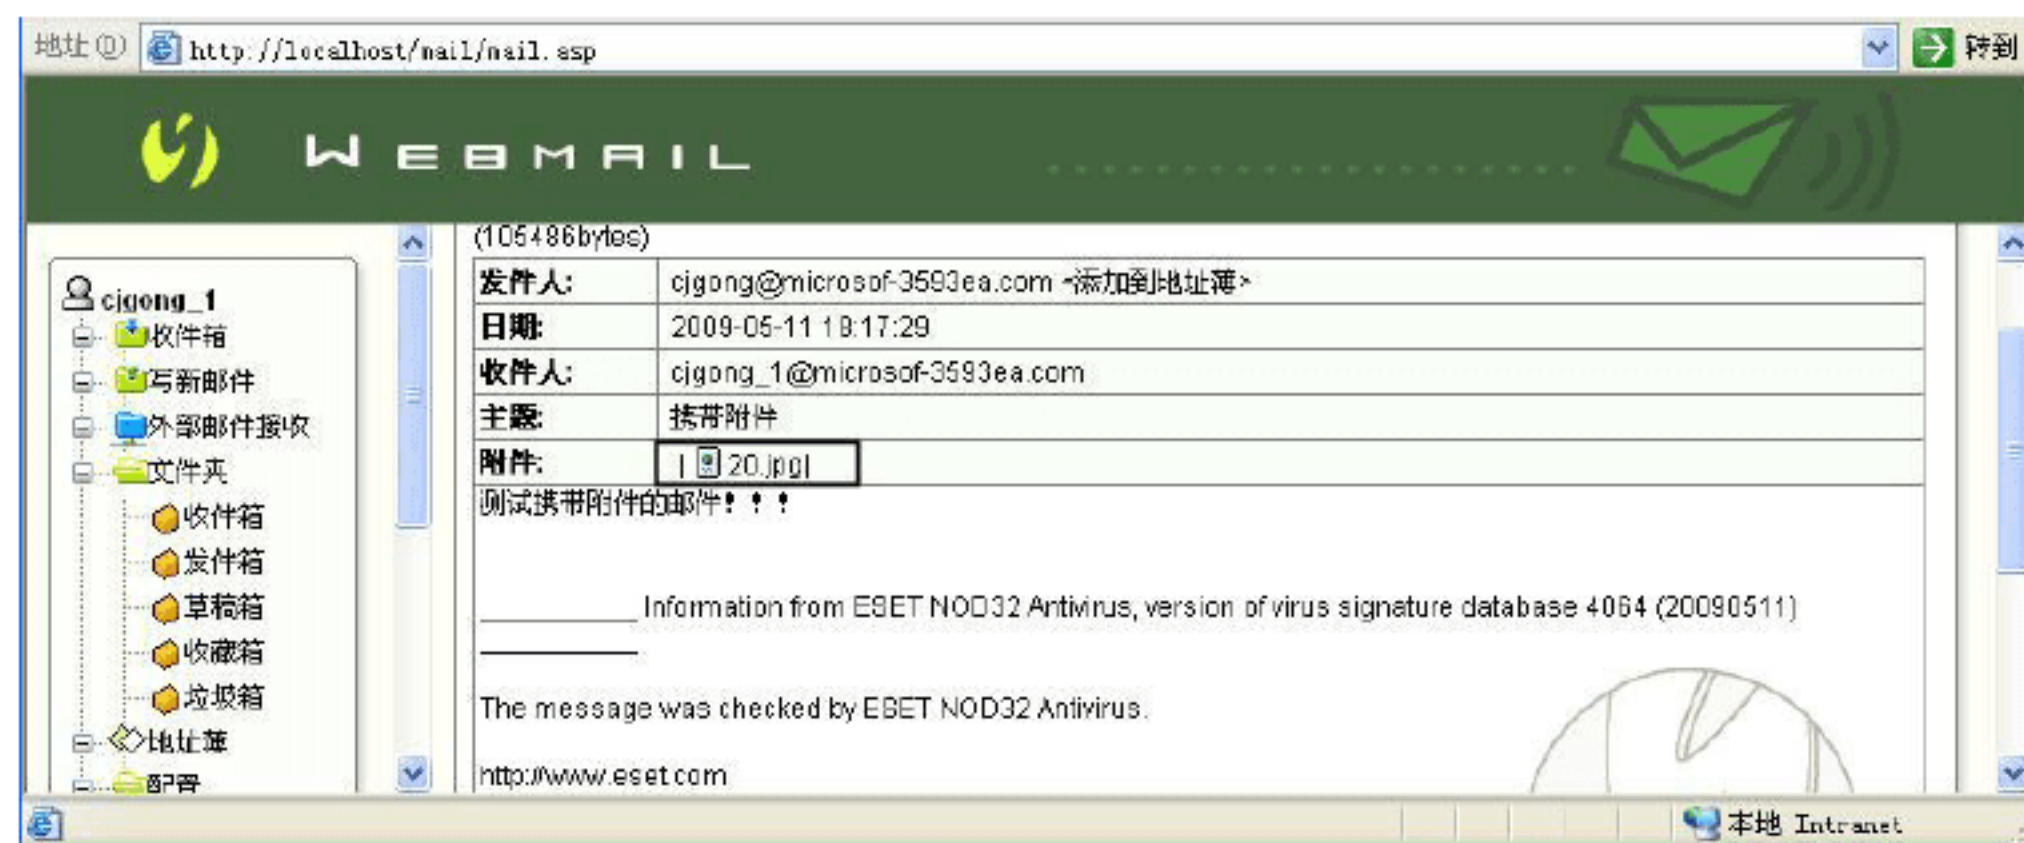 地址(D) http://localhost/mail/mail.asp 转到
WEBMAIL
(105486bytes)
cjgong_1
收件箱
写新邮件
外部邮件接收
文件夹
收件箱
发件箱
草稿箱
收藏箱
垃圾箱
地址薄
配置
发件人: cjgong@microsof-3593ea.com <添加到地址薄>
日期: 2009-05-11 18:17:29
收件人: cjgong_1@microsof-3593ea.com
主题: 携带附件
附件: | 20.jpg|
测试携带附件的邮件!!!
__________ Information from ESET NOD32 Antivirus, version of virus signature database 4064 (20090511)
__________
The message was checked by ESET NOD32 Antivirus.
http://www.eset.com
本地 Intranet